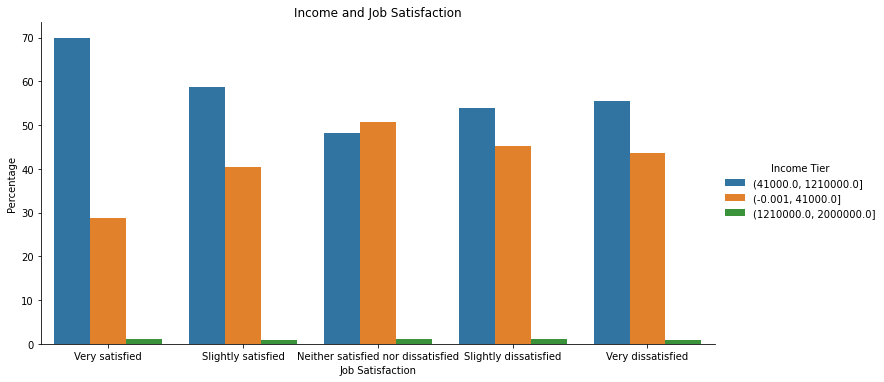 Income and Job Satisfaction
Percentage
70
60
50
40
30
20
10
0
Very satisfied
Slightly satisfied
Neither satisfied nor dissatisfied
Slightly dissatisfied
Very dissatisfied
Job Satisfaction
Income Tier
(41000.0, 1210000.0]
(-0.001, 41000.0]
(1210000.0, 2000000.0]